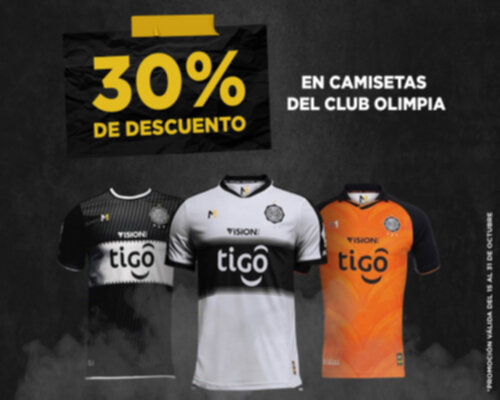 30%
DE DESCUENTO
EN CAMISETAS
DEL CLUB OLIMPIA
VISION
tigo
VISION
tigo
VISION
tigo
*PROMOCIÓN VÁLIDA DEL 15 AL 31 DE OCTUBRE